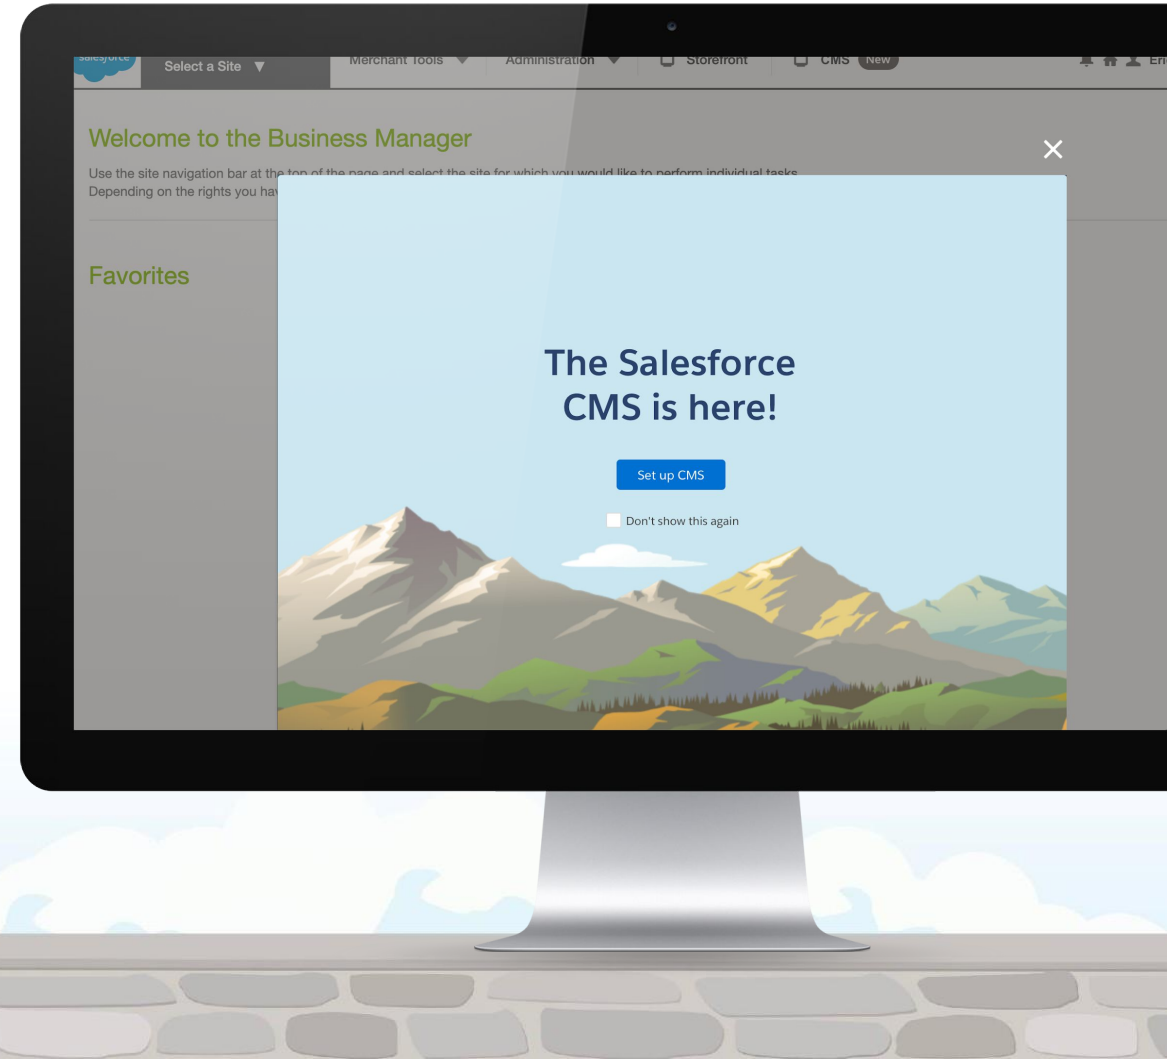 salesforce
Select a Site
Merchant Tools
Administration
Storefront
CMS New
Welcome to the Business Manager
Use the site navigation bar at the top of the page and select the site for which you would like to perform individual tasks.
Depending on the rights you
Favorites
The Salesforce
CMS is here!
Set up CMS
Don't show this again